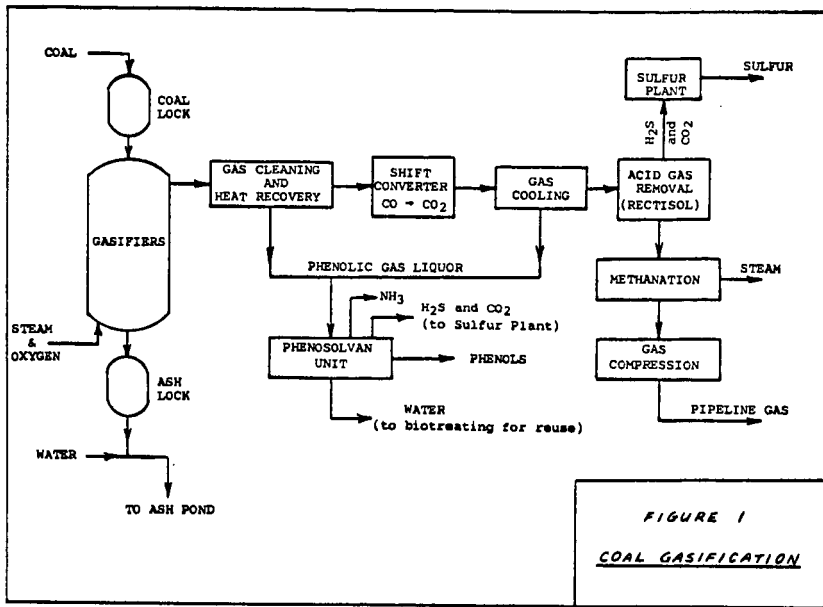 COAL
COAL
LOCK
GASIFIERS
STEAM
&
OXYGEN
ASH
LOCK
WATER
TO ASH POND
GAS CLEANING
AND
HEAT RECOVERY
SHIFT
CONVERTER
CO → CO2
GAS
COOLING
ACID GAS
REMOVAL
(RECTISOL)
H2S
and
CO2
SULFUR
PLANT
SULFUR
PHENOLIC GAS LIQUOR
NH3
H2S and CO2
(to Sulfur Plant)
PHENOSOLVAN
UNIT
PHENOLS
WATER
(to biotreating for reuse)
METHANATION
STEAM
GAS
COMPRESSION
PIPELINE GAS
FIGURE 1
COAL GASIFICATION